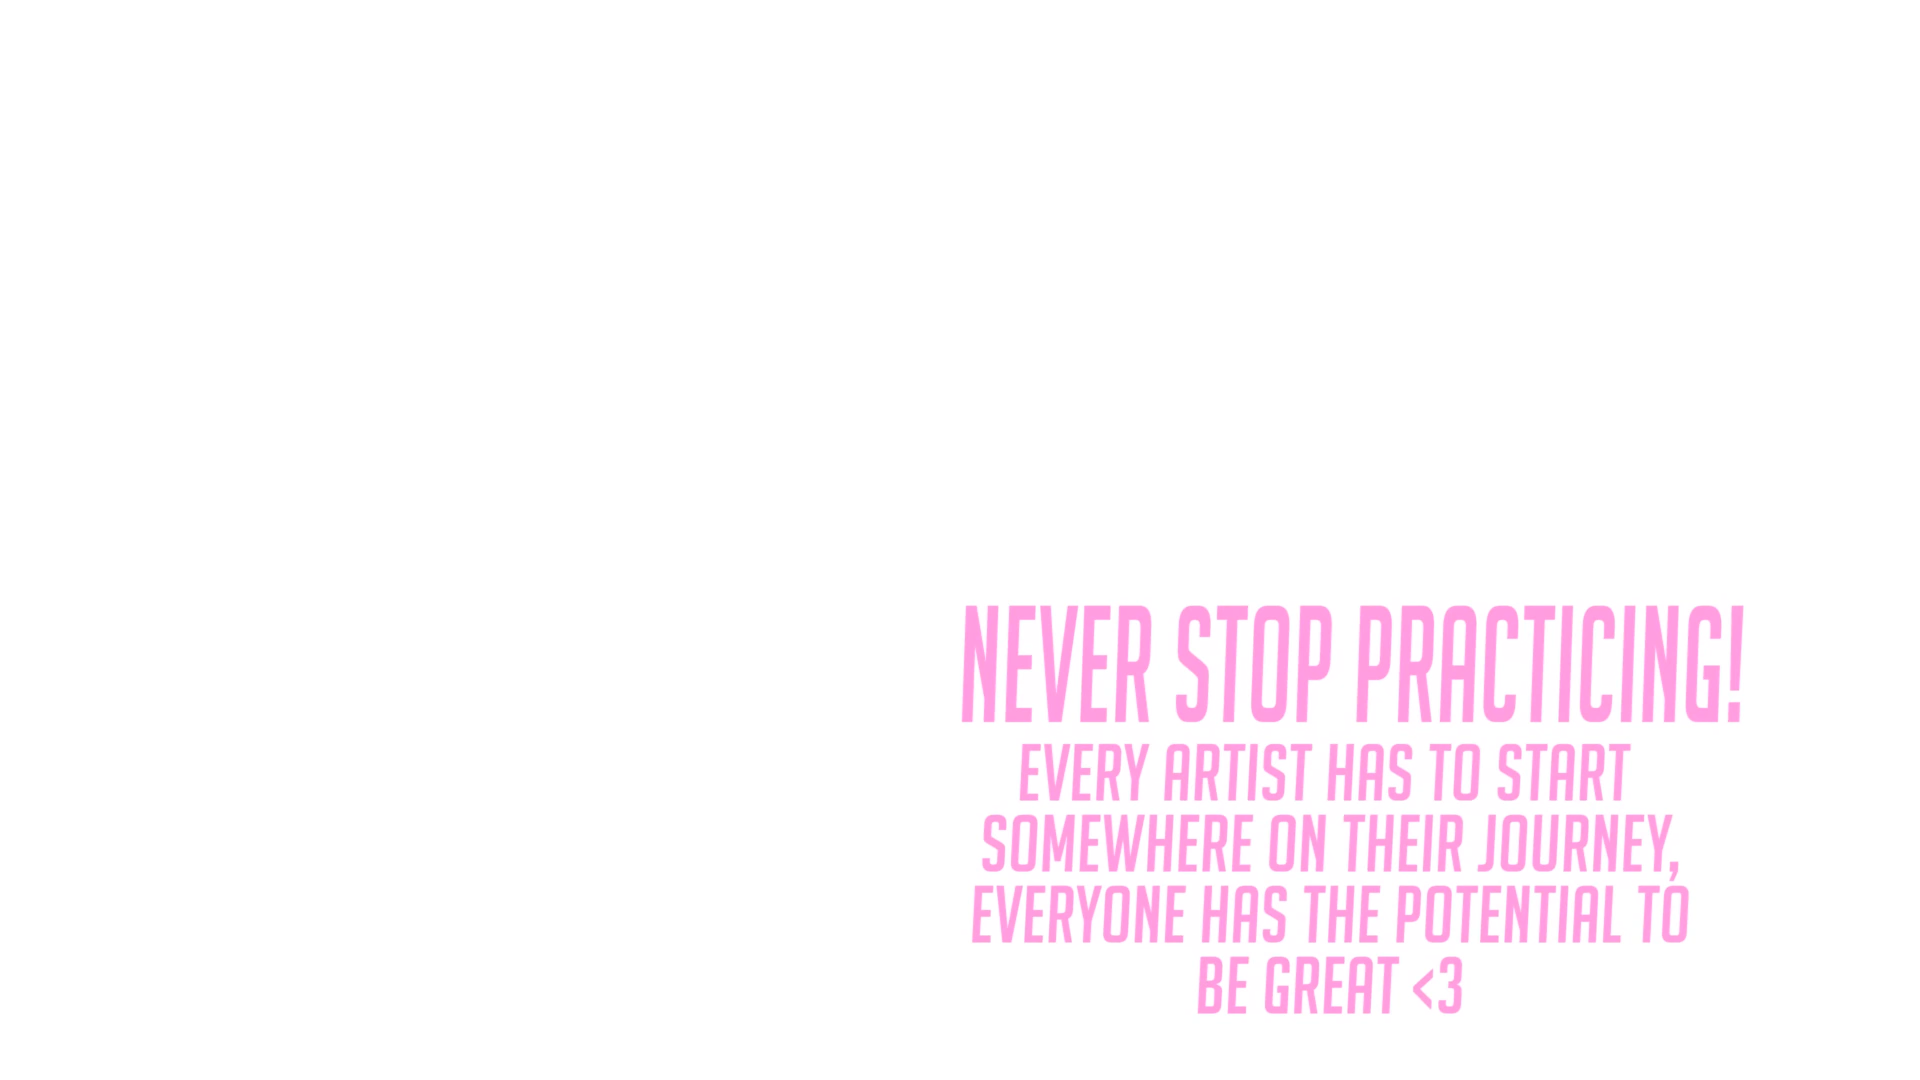 NEVER STOP PRACTICING!
EVERY ARTIST HAS TO START
SOMEWHERE ON THEIR JOURNEY,
EVERYONE HAS THE POTENTIAL TO
BE GREAT <3